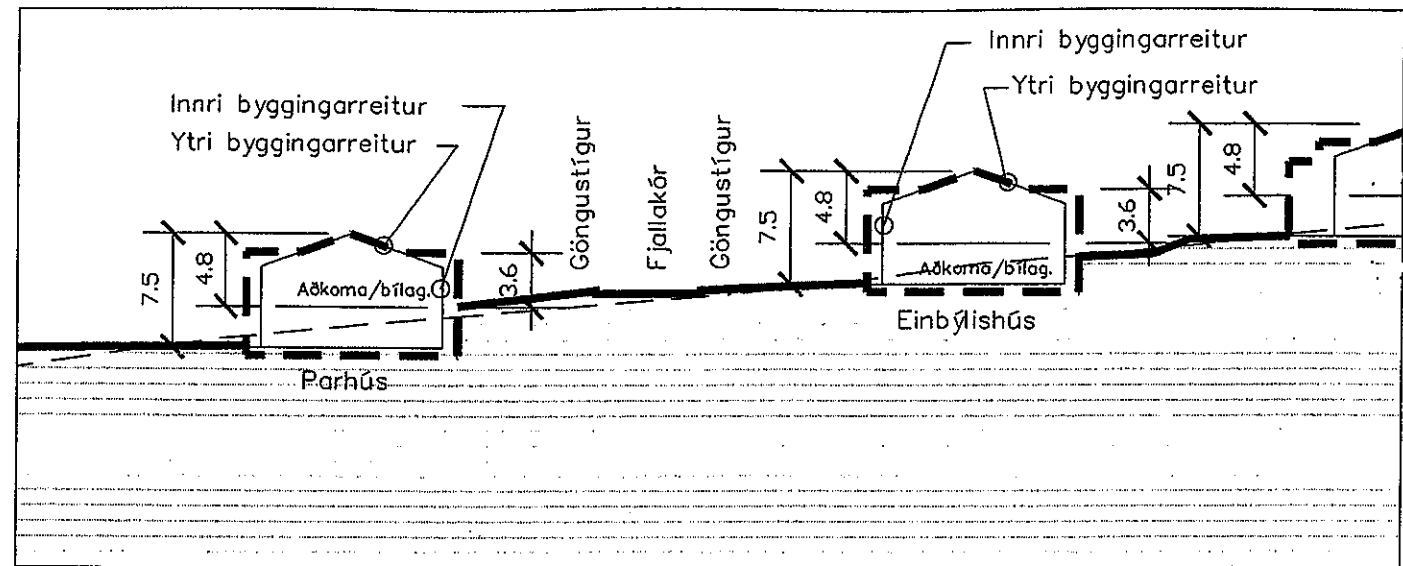 Innri byggingarreitur
Ytri byggingarreitur
7.5
4.8
Aðkoma/bílag.
3.6
Parhús
Göngustígur
Fjallakór
Göngustígur
Innri byggingarreitur
Ytri byggingarreitur
7.5
4.8
Aðkoma/bílag.
3.6
Einbýlishús
7.5
4.8